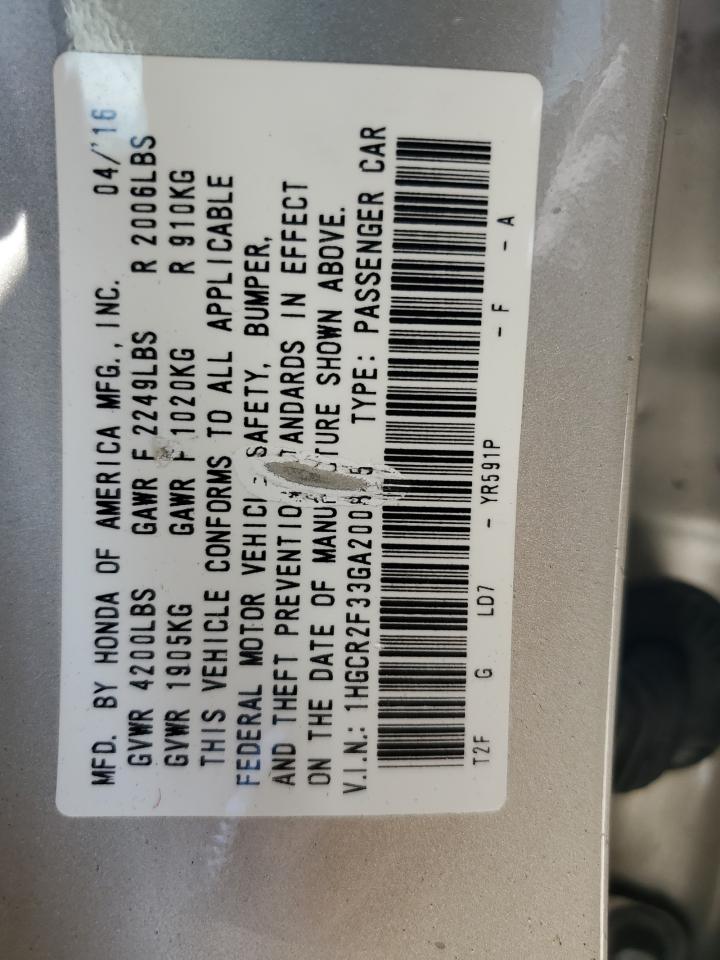 MFD. BY HONDA OF AMERICA MFG., INC. 04/'16
GVWR 4200LBS GAWR F 2249LBS R 2006LBS
GVWR 1905KG GAWR F 1020KG R 910KG
THIS VEHICLE CONFORMS TO ALL APPLICABLE
FEDERAL MOTOR VEHICLE SAFETY, BUMPER,
AND THEFT PREVENTION STANDARDS IN EFFECT
ON THE DATE OF MANUFACTURE SHOWN ABOVE.
V.I.N.: TYPE: PASSENGER CAR
T2F G LD7 - YR591P - F - A